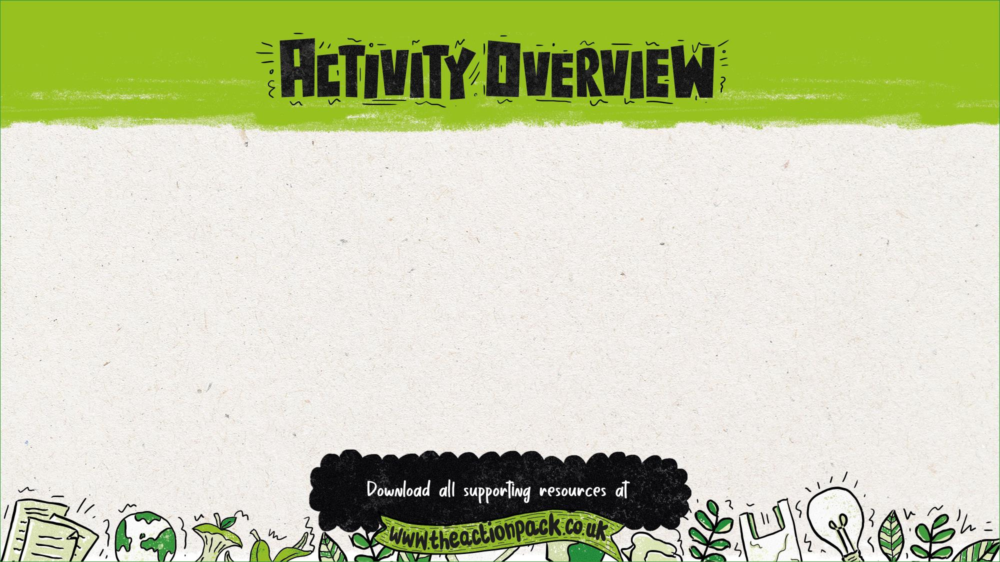 Activity Overview
Download all supporting resources at
www.theactionpack.co.uk